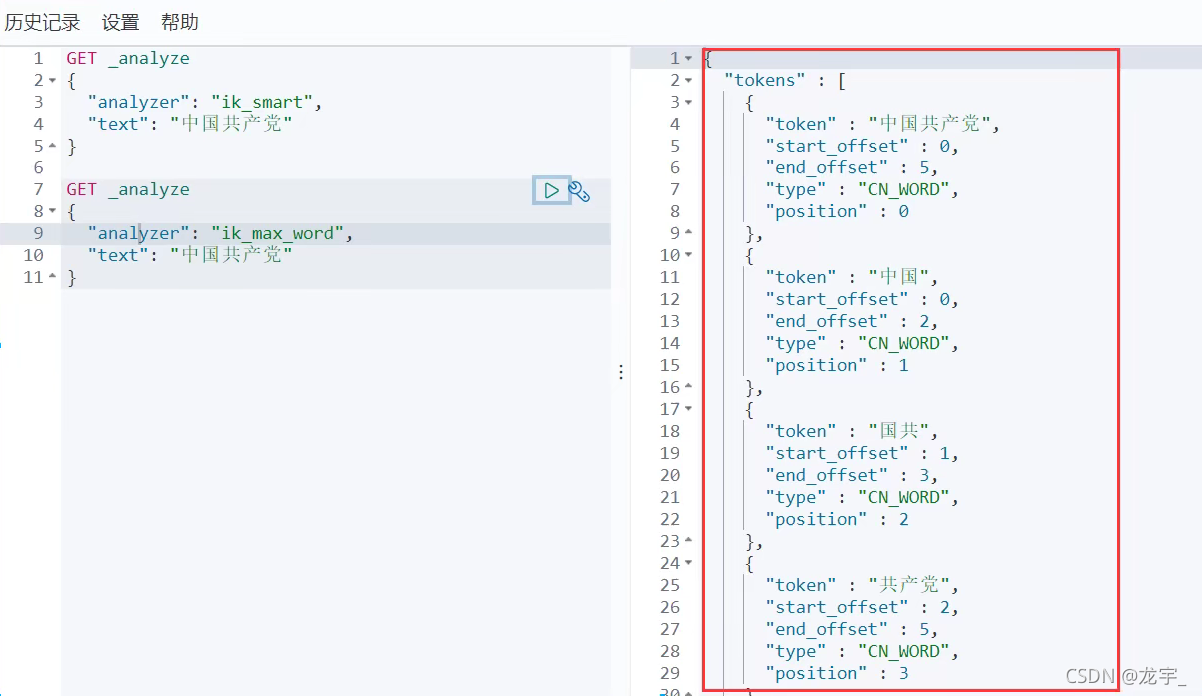 历史记录 设置 帮助
1 GET _analyze
2 {
3 "analyzer": "ik_smart",
4 "text": "中国共产党"
5 }
6
7 GET _analyze
8 {
9 "analyzer": "ik_max_word",
10 "text": "中国共产党"
11 }
1 {
2 "tokens" : [
3 {
4 "token" : "中国共产党",
5 "start_offset" : 0,
6 "end_offset" : 5,
7 "type" : "CN_WORD",
8 "position" : 0
9 },
10 {
11 "token" : "中国",
12 "start_offset" : 0,
13 "end_offset" : 2,
14 "type" : "CN_WORD",
15 "position" : 1
16 },
17 {
18 "token" : "国共",
19 "start_offset" : 1,
20 "end_offset" : 3,
21 "type" : "CN_WORD",
22 "position" : 2
23 },
24 {
25 "token" : "共产党",
26 "start_offset" : 2,
27 "end_offset" : 5,
28 "type" : "CN_WORD",
29 "position" : 3
30
CSDN @龙宇_